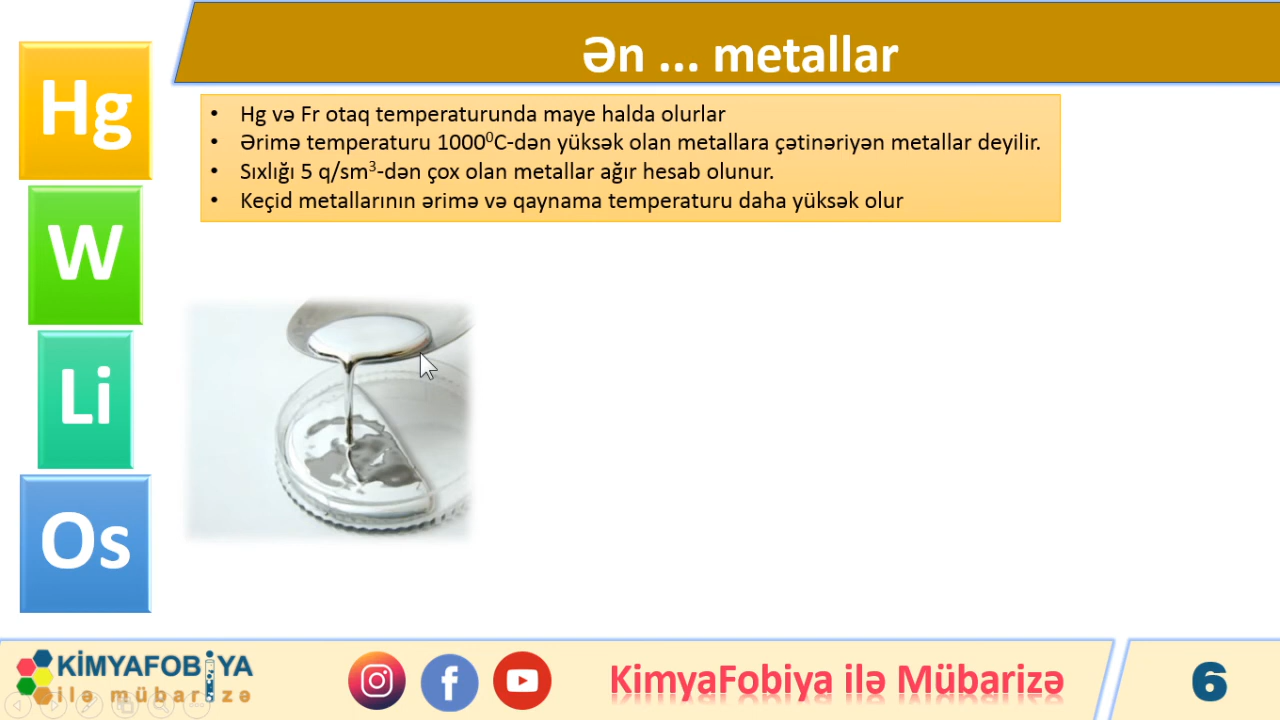 Ən ... metallar
Hg
W
Li
Os
• Hg və Fr otaq temperaturunda maye halda olurlar
• Ərimə temperaturu 1000⁰C-dən yüksək olan metallara çətinəriyən metallar deyilir.
• Sıxlığı 5 q/sm³-dən çox olan metallar ağır hesab olunur.
• Keçid metallarının ərimə və qaynama temperaturu daha yüksək olur
KİMYAFOBİYA
ilə mübarizə
KimyaFobiya ilə Mübarizə
6